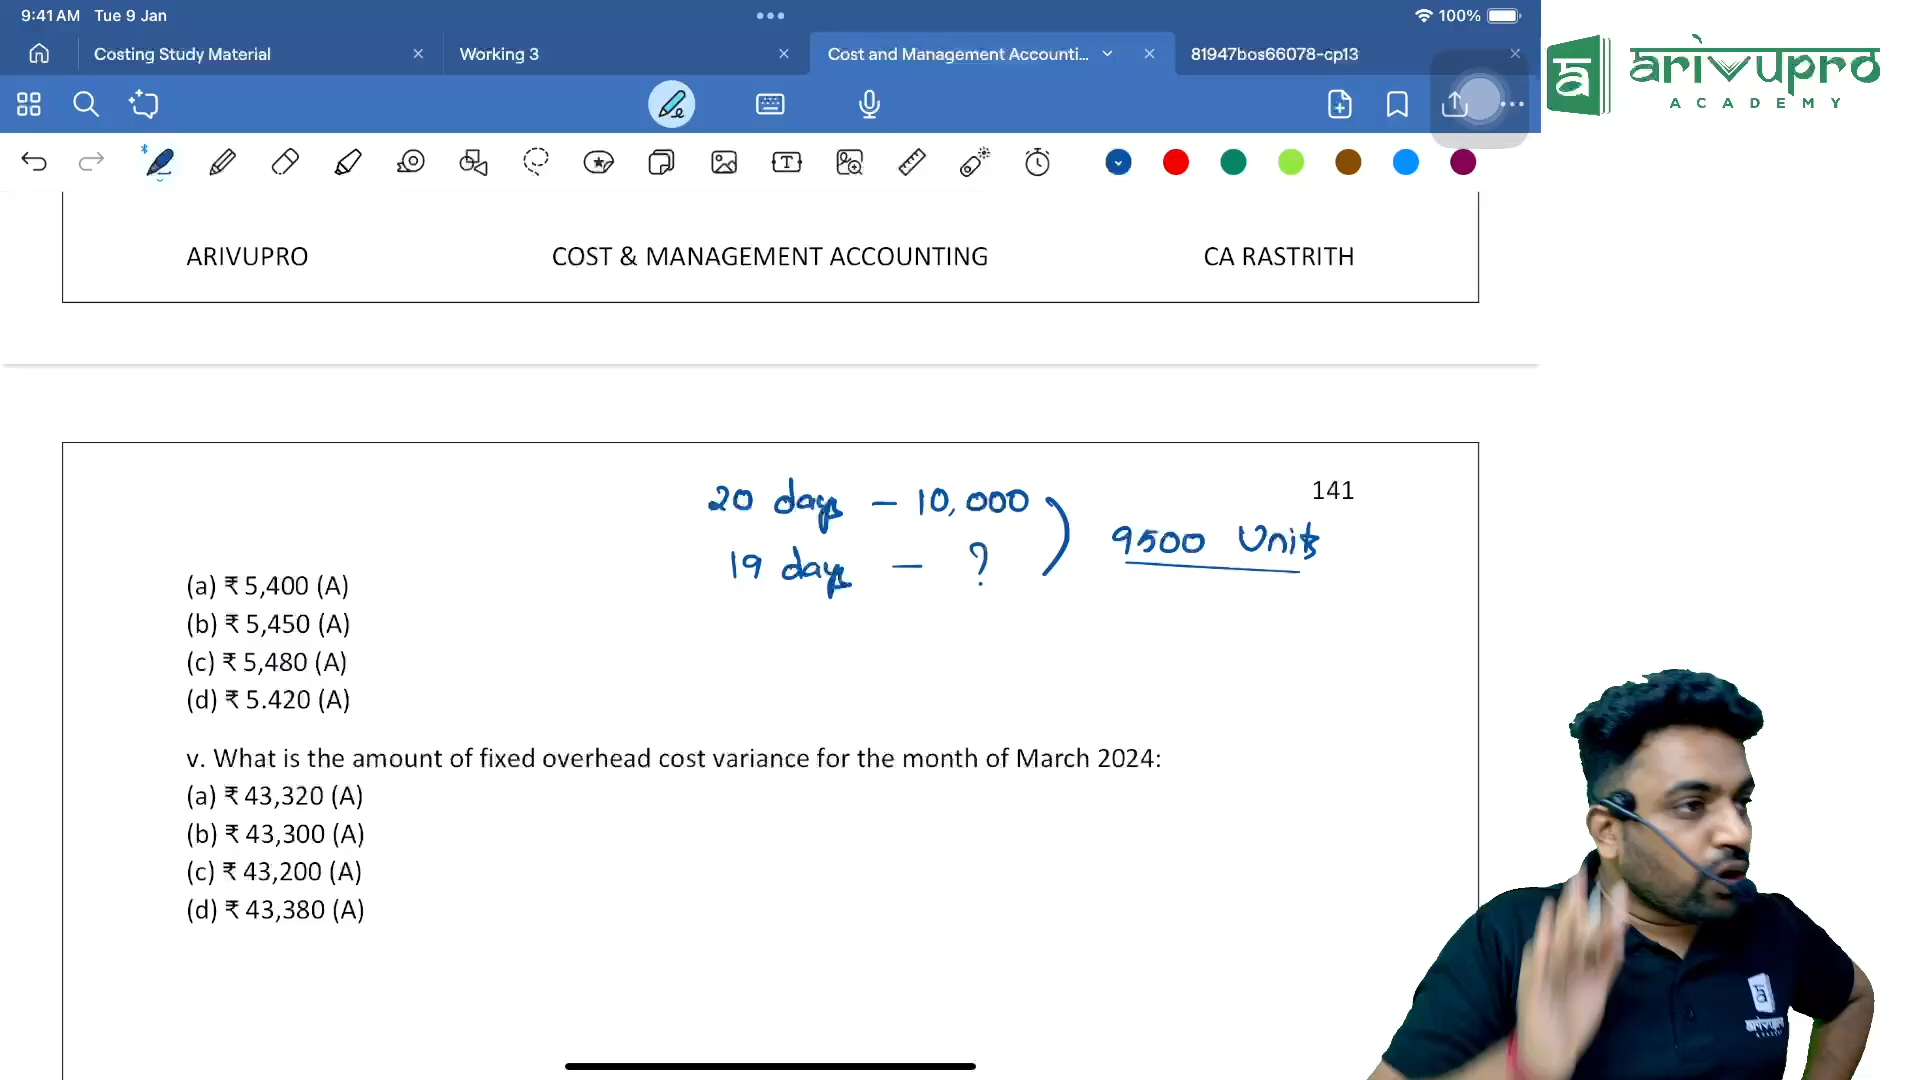 9:41 AM Tue 9 Jan
100%
Costing Study Material
Working 3
Cost and Management Accounti...
81947bos66078-cp13
arivupro
ACADEMY
ARIVUPRO COST & MANAGEMENT ACCOUNTING CA RASTRITH
141
20 days – 10,000
19 days – ?
9500 Units
(a) ₹ 5,400 (A)
(b) ₹ 5,450 (A)
(c) ₹ 5,480 (A)
(d) ₹ 5.420 (A)
v. What is the amount of fixed overhead cost variance for the month of March 2024:
(a) ₹ 43,320 (A)
(b) ₹ 43,300 (A)
(c) ₹ 43,200 (A)
(d) ₹ 43,380 (A)